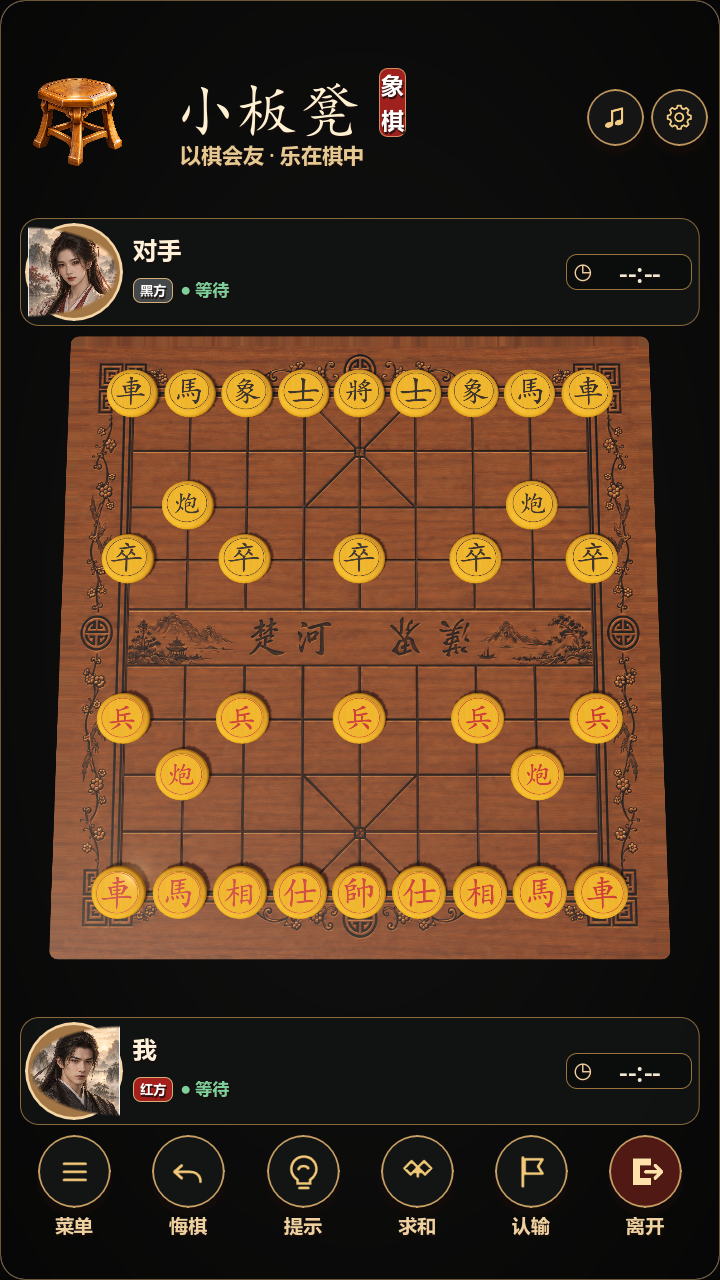 小板凳
象棋
以棋会友·乐在棋中
对手
黑方 等待
--:--
車馬象士將士象馬車
炮 炮
卒 卒 卒 卒 卒
楚河 漢界
兵 兵 兵 兵 兵
炮 炮
車馬相仕帥仕相馬車
我
红方 等待
--:--
菜单 悔棋 提示 求和 认输 离开